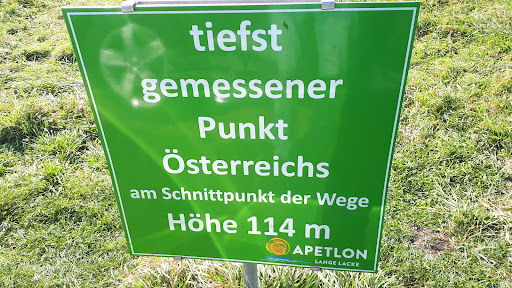 tiefst
gemessener
Punkt
Österreichs
am Schnittpunkt der Wege
Höhe 114 m
APETLON
LANGE LACKE